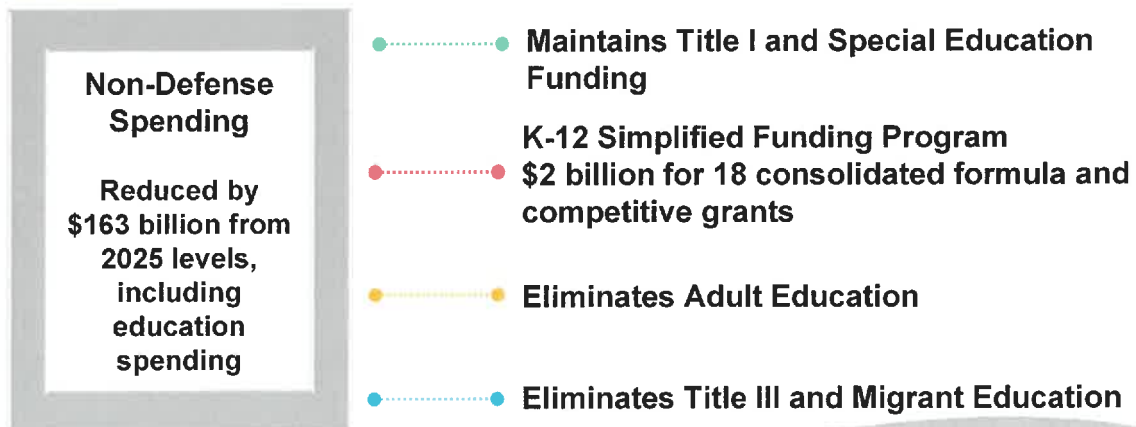 Non-Defense
Spending
Reduced by
$163 billion from
2025 levels,
including
education
spending
Maintains Title I and Special Education
Funding
K-12 Simplified Funding Program
$2 billion for 18 consolidated formula and
competitive grants
Eliminates Adult Education
Eliminates Title III and Migrant Education